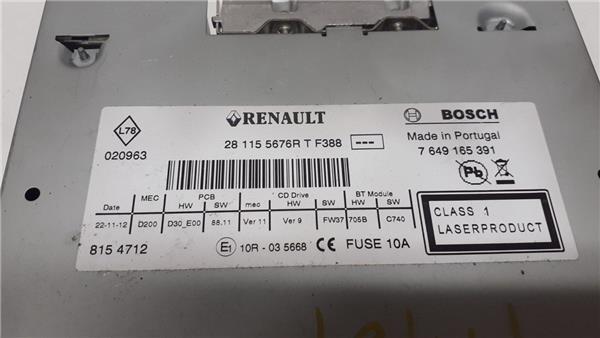 L78
020963
RENAULT
28 115 5676R T F388 ---
BOSCH
Made in Portugal
7 649 165 391
Pb
MEC PCB CD Drive BT Module
Date HW SW mec HW SW HW SW
22-11-12 D200 D30_E00 88.11 Ver 11 Ver 9 FW37 705B C740
815 4712
E1 10R - 03 5668 CE FUSE 10A
CLASS 1
LASERPRODUCT